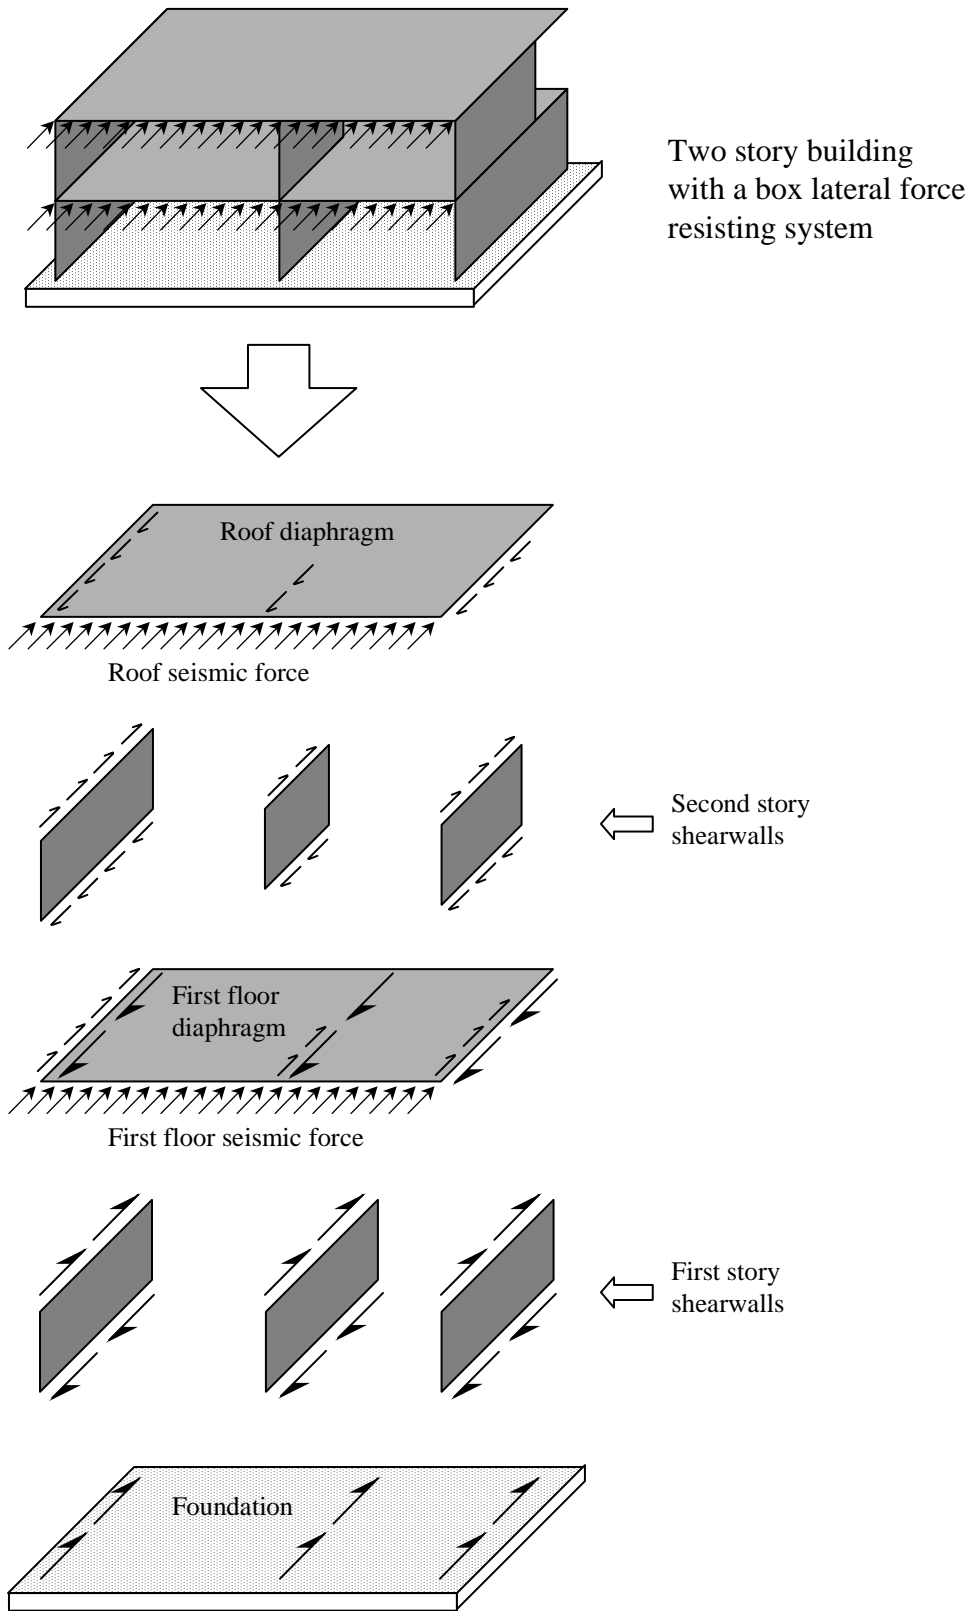 Two story building
with a box lateral force
resisting system
Roof diaphragm
Roof seismic force
Second story
shearwalls
First floor
diaphragm
First floor seismic force
First story
shearwalls
Foundation